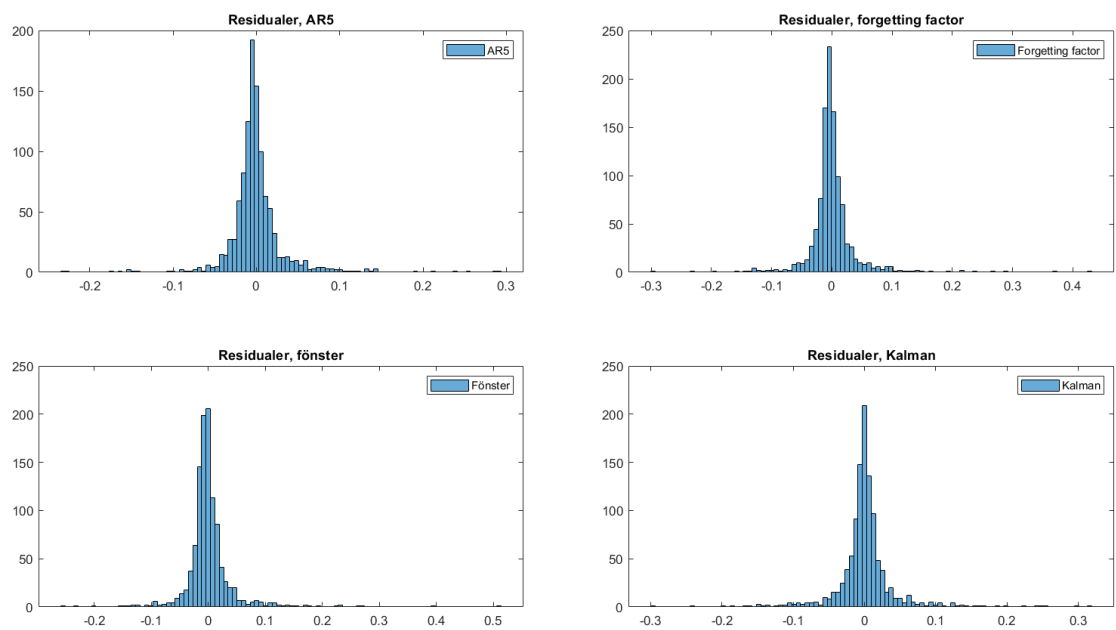 Residualer, AR5
200
150
100
50
0
-0.2 -0.1 0 0.1 0.2 0.3
AR5
Residualer, forgetting factor
250
200
150
100
50
0
-0.3 -0.2 -0.1 0 0.1 0.2 0.3 0.4
Forgetting factor
Residualer, fönster
250
200
150
100
50
0
-0.2 -0.1 0 0.1 0.2 0.3 0.4 0.5
Fönster
Residualer, Kalman
250
200
150
100
50
0
-0.3 -0.2 -0.1 0 0.1 0.2 0.3
Kalman